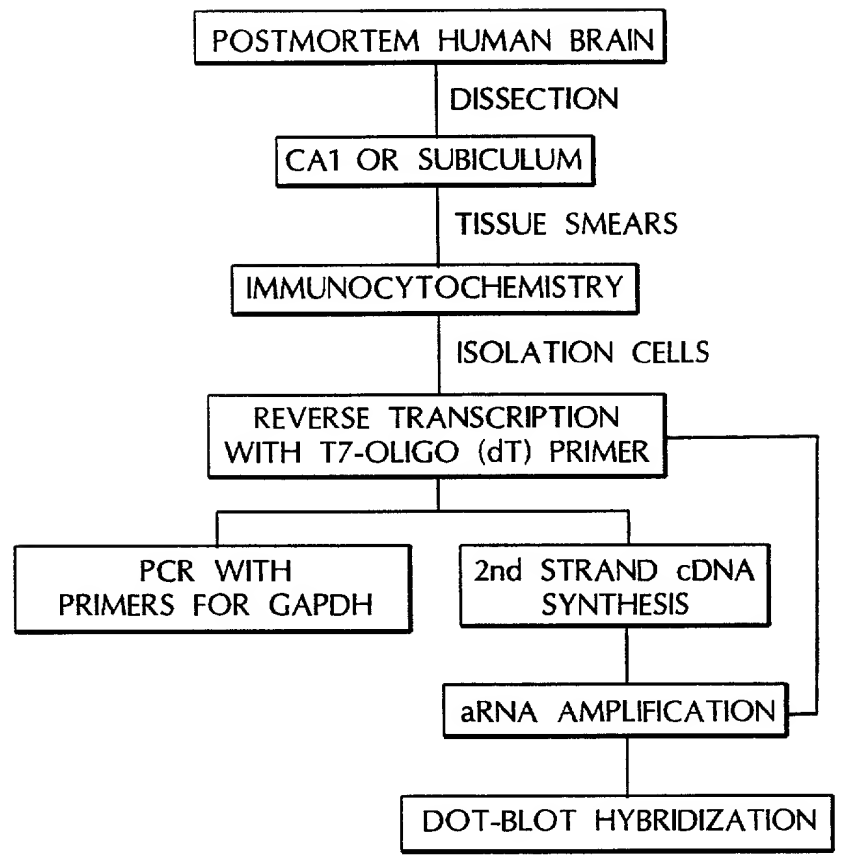 POSTMORTEM HUMAN BRAIN
DISSECTION
CA1 OR SUBICULUM
TISSUE SMEARS
IMMUNOCYTOCHEMISTRY
ISOLATION CELLS
REVERSE TRANSCRIPTION
WITH T7-OLIGO (dT) PRIMER
PCR WITH
PRIMERS FOR GAPDH
2nd STRAND cDNA
SYNTHESIS
aRNA AMPLIFICATION
DOT-BLOT HYBRIDIZATION